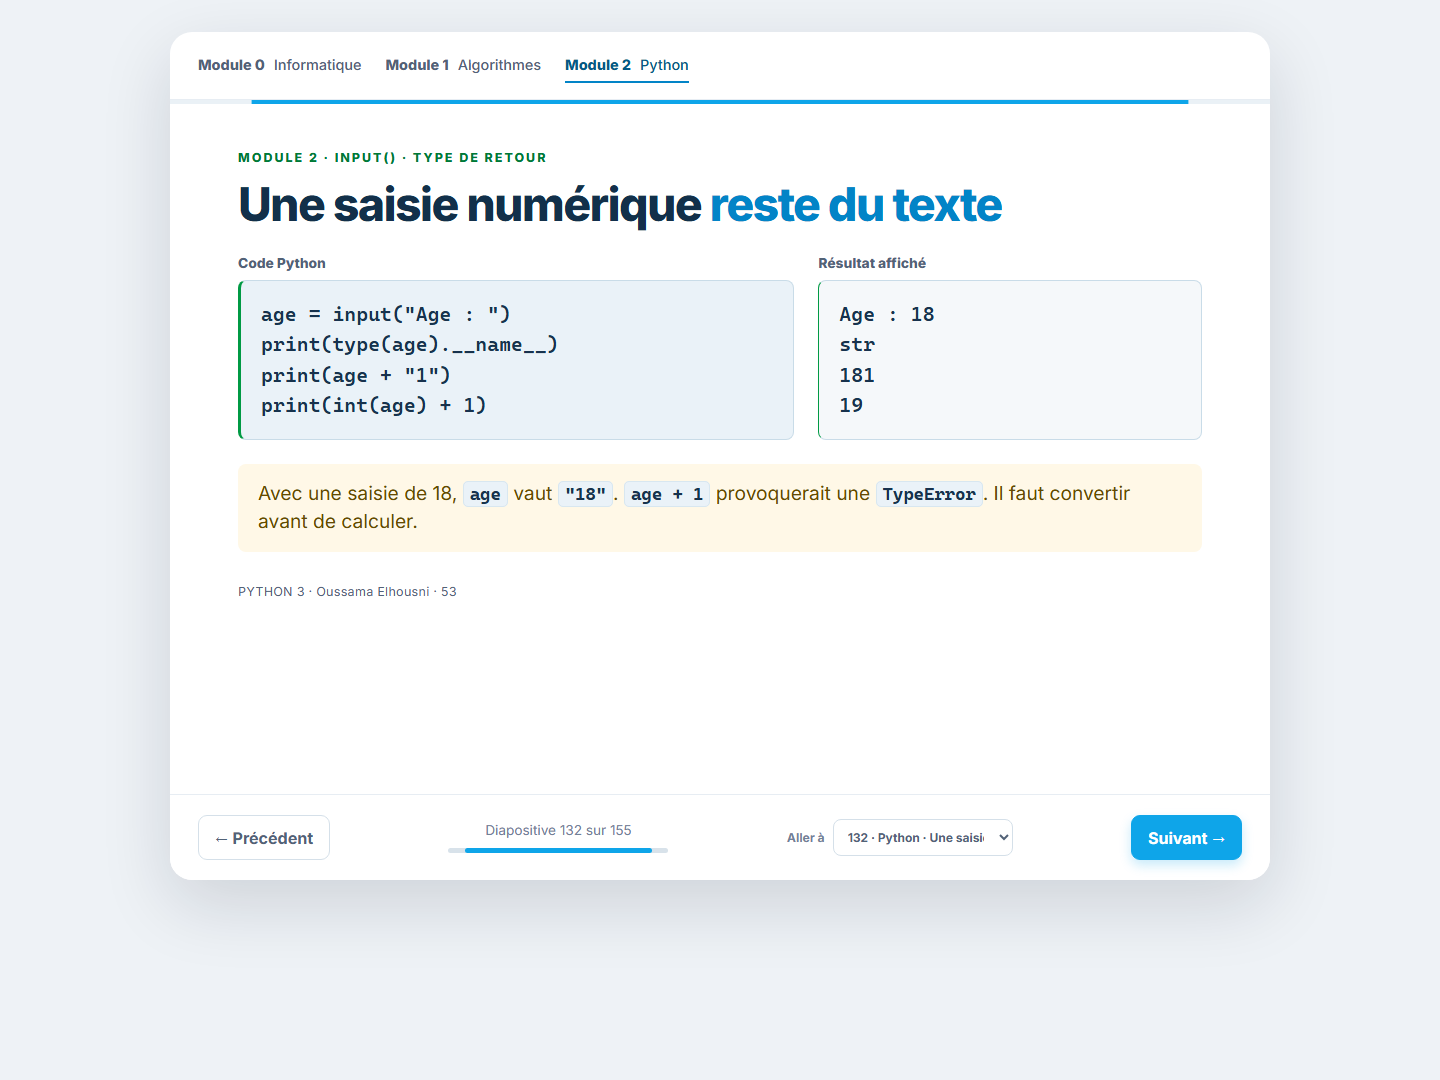 Module 0 Informatique Module 1 Algorithmes Module 2 Python
MODULE 2 · INPUT() · TYPE DE RETOUR
Une saisie numérique reste du texte
Code Python
age = input("Age : ")
print(type(age).__name__)
print(age + "1")
print(int(age) + 1)
Résultat affiché
Age : 18
str
181
19
Avec une saisie de 18, age vaut "18". age + 1 provoquerait une TypeError. Il faut convertir
avant de calculer.
PYTHON 3 · Oussama Elhousni · 53
← Précédent
Diapositive 132 sur 155
Aller à
132 · Python · Une saisi
Suivant →